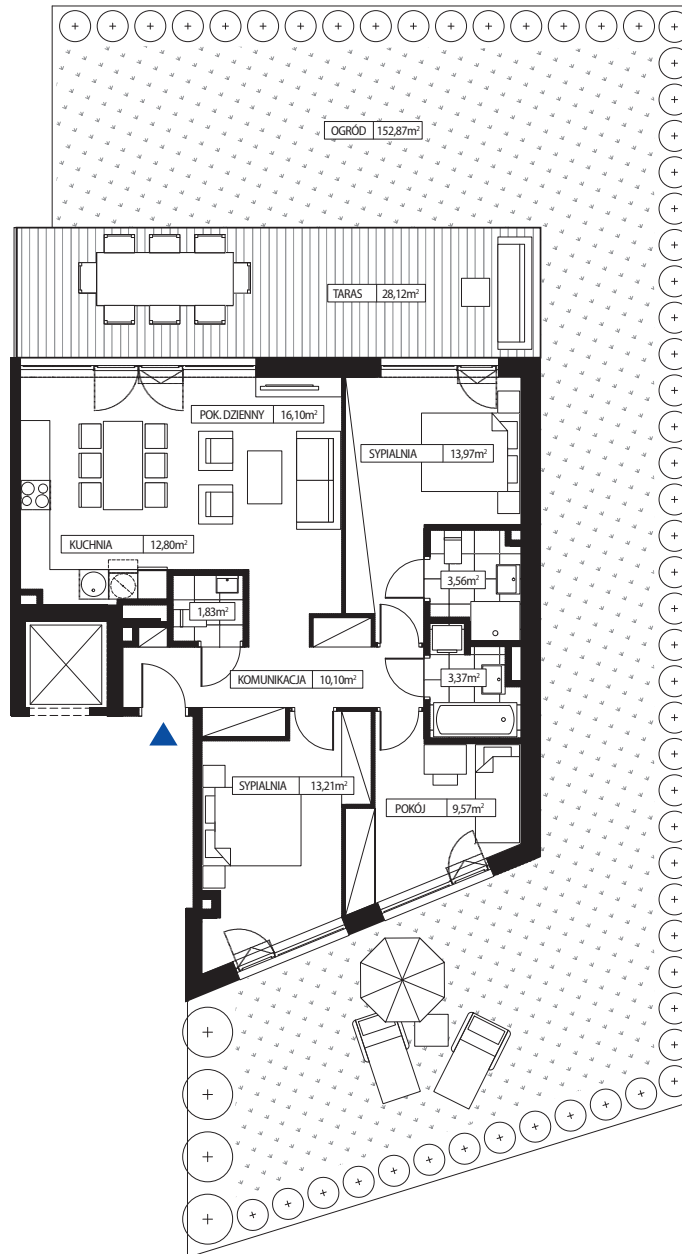 OGRÓD 152,87m²
TARAS 28,12m²
POK. DZIENNY 16,10m²
SYPIALNIA 13,97m²
KUCHNIA 12,80m²
3,56m²
1,83m²
KOMUNIKACJA 10,10m²
3,37m²
SYPIALNIA 13,21m²
POKÓJ 9,57m²